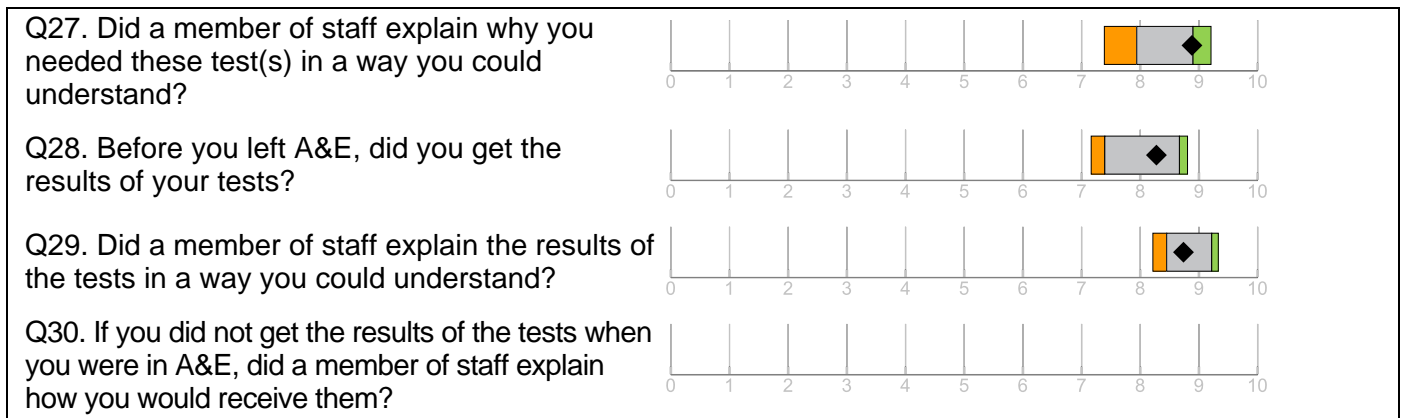 Q27. Did a member of staff explain why you
needed these test(s) in a way you could
understand?
0 1 2 3 4 5 6 7 8 9 10
Q28. Before you left A&E, did you get the
results of your tests?
0 1 2 3 4 5 6 7 8 9 10
Q29. Did a member of staff explain the results of
the tests in a way you could understand?
0 1 2 3 4 5 6 7 8 9 10
Q30. If you did not get the results of the tests when
you were in A&E, did a member of staff explain
how you would receive them?
0 1 2 3 4 5 6 7 8 9 10